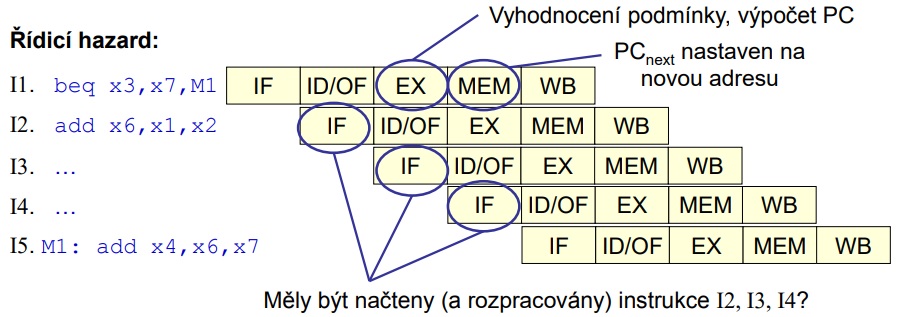 Vyhodnocení podmínky, výpočet PC
Řídicí hazard:
PCnext nastaven na
novou adresu
I1. beq x3,x7,M1 IF ID/OF EX MEM WB
I2. add x6,x1,x2 IF ID/OF EX MEM WB
I3. ... IF ID/OF EX MEM WB
I4. ... IF ID/OF EX MEM WB
I5. M1: add x4,x6,x7 IF ID/OF EX MEM WB
Měly být načteny (a rozpracovány) instrukce I2, I3, I4?